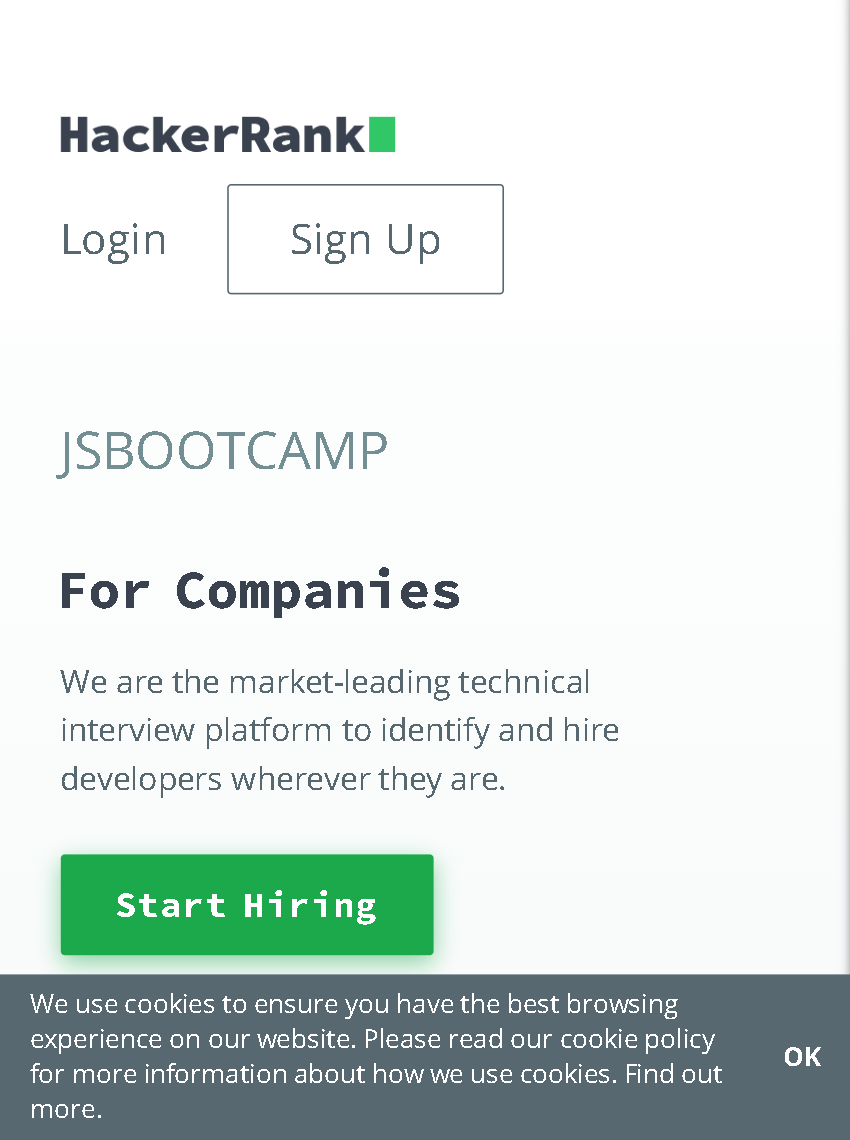 HackerRank
Login
Sign Up
JSBOOTCAMP
For Companies
We are the market-leading technical
interview platform to identify and hire
developers wherever they are.
Start Hiring
We use cookies to ensure you have the best browsing
experience on our website. Please read our cookie policy
for more information about how we use cookies. Find out
more.
OK